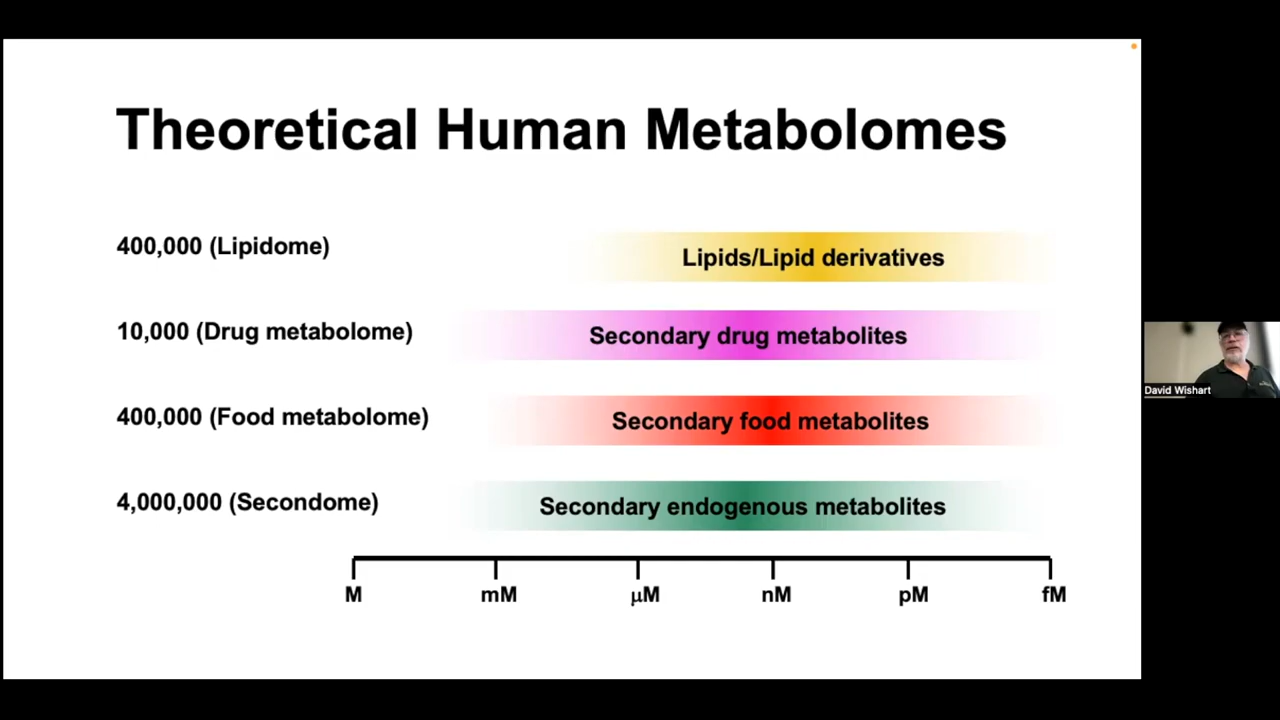 Theoretical Human Metabolomes
400,000 (Lipidome)
Lipids/Lipid derivatives
10,000 (Drug metabolome)
Secondary drug metabolites
400,000 (Food metabolome)
Secondary food metabolites
4,000,000 (Secondome)
Secondary endogenous metabolites
M mM μM nM pM fM
David Wishart